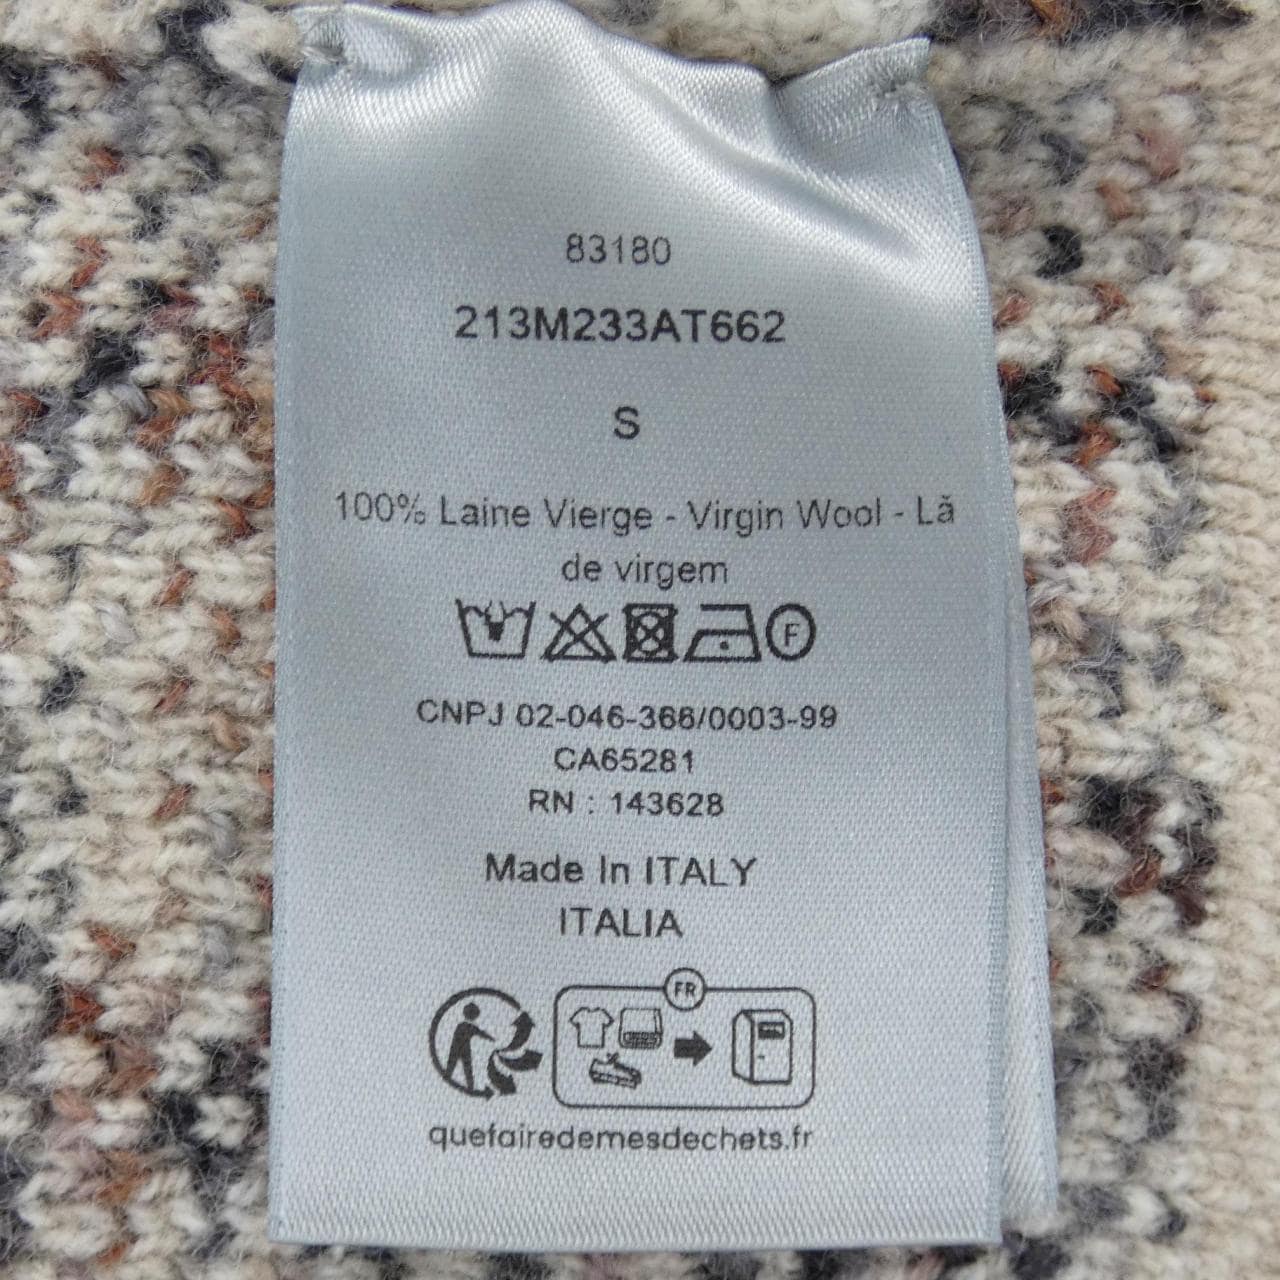 83180
213M233AT662
S
100% Laine Vierge - Virgin Wool - Lă
de virgem
F
CNPJ 02-046-366/0003-99
CA65281
RN : 143628
Made In ITALY
ITALIA
FR
quefairedemesdechets.fr